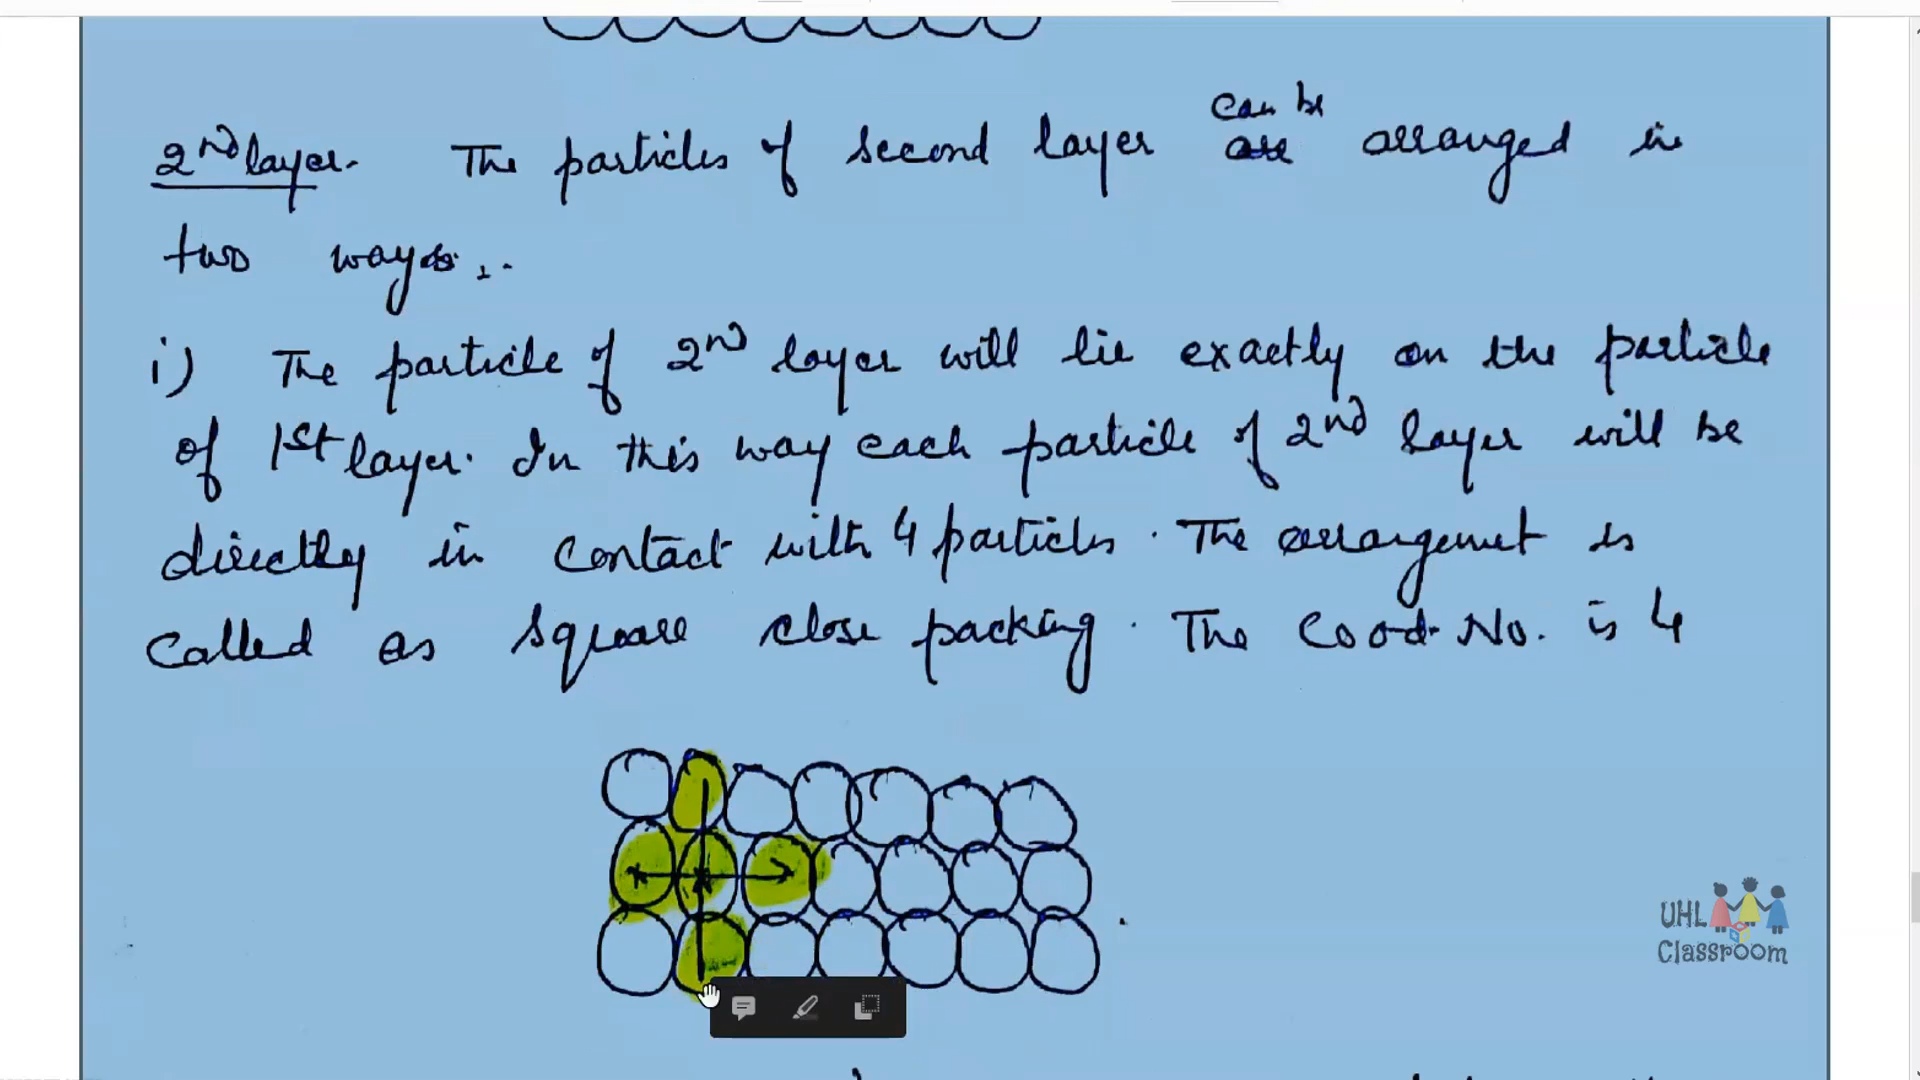 can be
2nd layer. The particles of second layer are arranged in
two ways :-
i) The particle of 2nd layer will lie exactly on the particle
of 1st layer. In this way each particle of 2nd layer will be
directly in contact with 4 particles. The arrangement is
called as square close packing. The Coord. No. is 4
UHL
Classroom